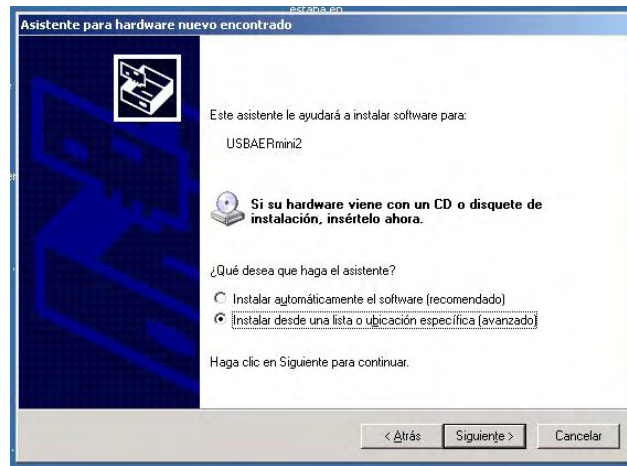 estaba en
Asistente para hardware nuevo encontrado
Este asistente le ayudará a instalar software para:
USBAERmini2
Si su hardware viene con un CD o disquete de
instalación, insértelo ahora.
¿Qué desea que haga el asistente?
Instalar automáticamente el software (recomendado)
Instalar desde una lista o ubicación específica (avanzado)
Haga clic en Siguiente para continuar.
< Atrás Siguiente > Cancelar